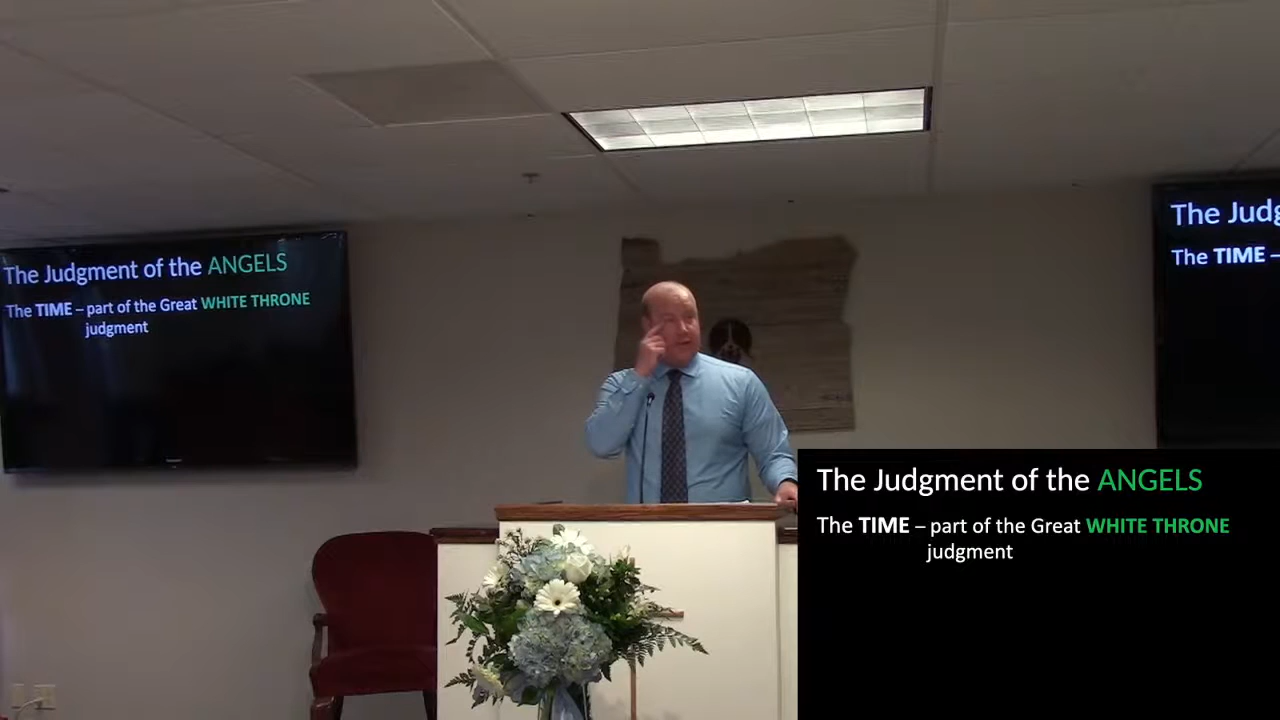 The Judgment of the ANGELS
The TIME – part of the Great WHITE THRONE
judgment
The Judg
The TIME –
The Judgment of the ANGELS
The TIME – part of the Great WHITE THRONE
judgment